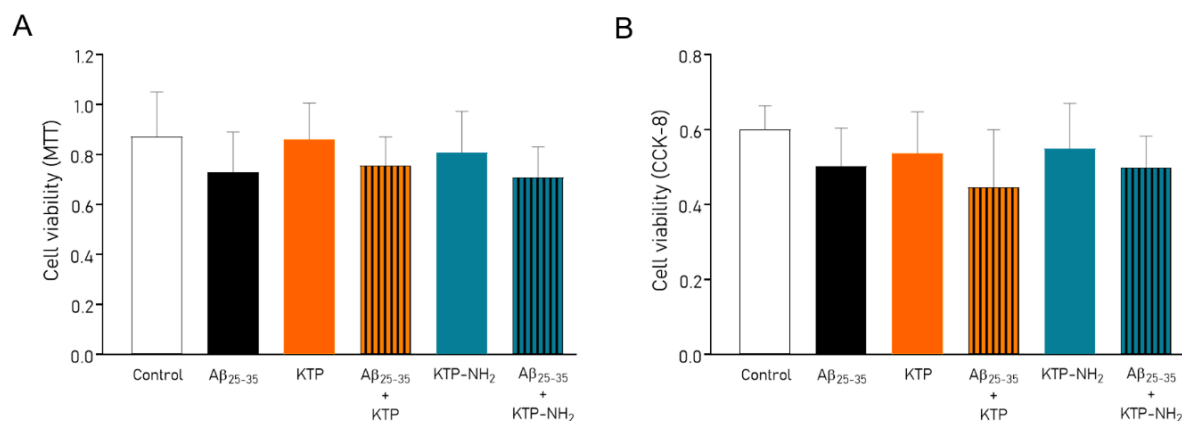 A
Cell viability (MTT)
1.2
1.0
0.8
0.6
0.4
0.2
0.0
Control
Aβ₂₅₋₃₅
KTP
Aβ₂₅₋₃₅
+
KTP
KTP-NH₂
Aβ₂₅₋₃₅
+
KTP-NH₂
B
Cell viability (CCK-8)
0.8
0.6
0.4
0.2
0.0
Control
Aβ₂₅₋₃₅
KTP
Aβ₂₅₋₃₅
+
KTP
KTP-NH₂
Aβ₂₅₋₃₅
+
KTP-NH₂